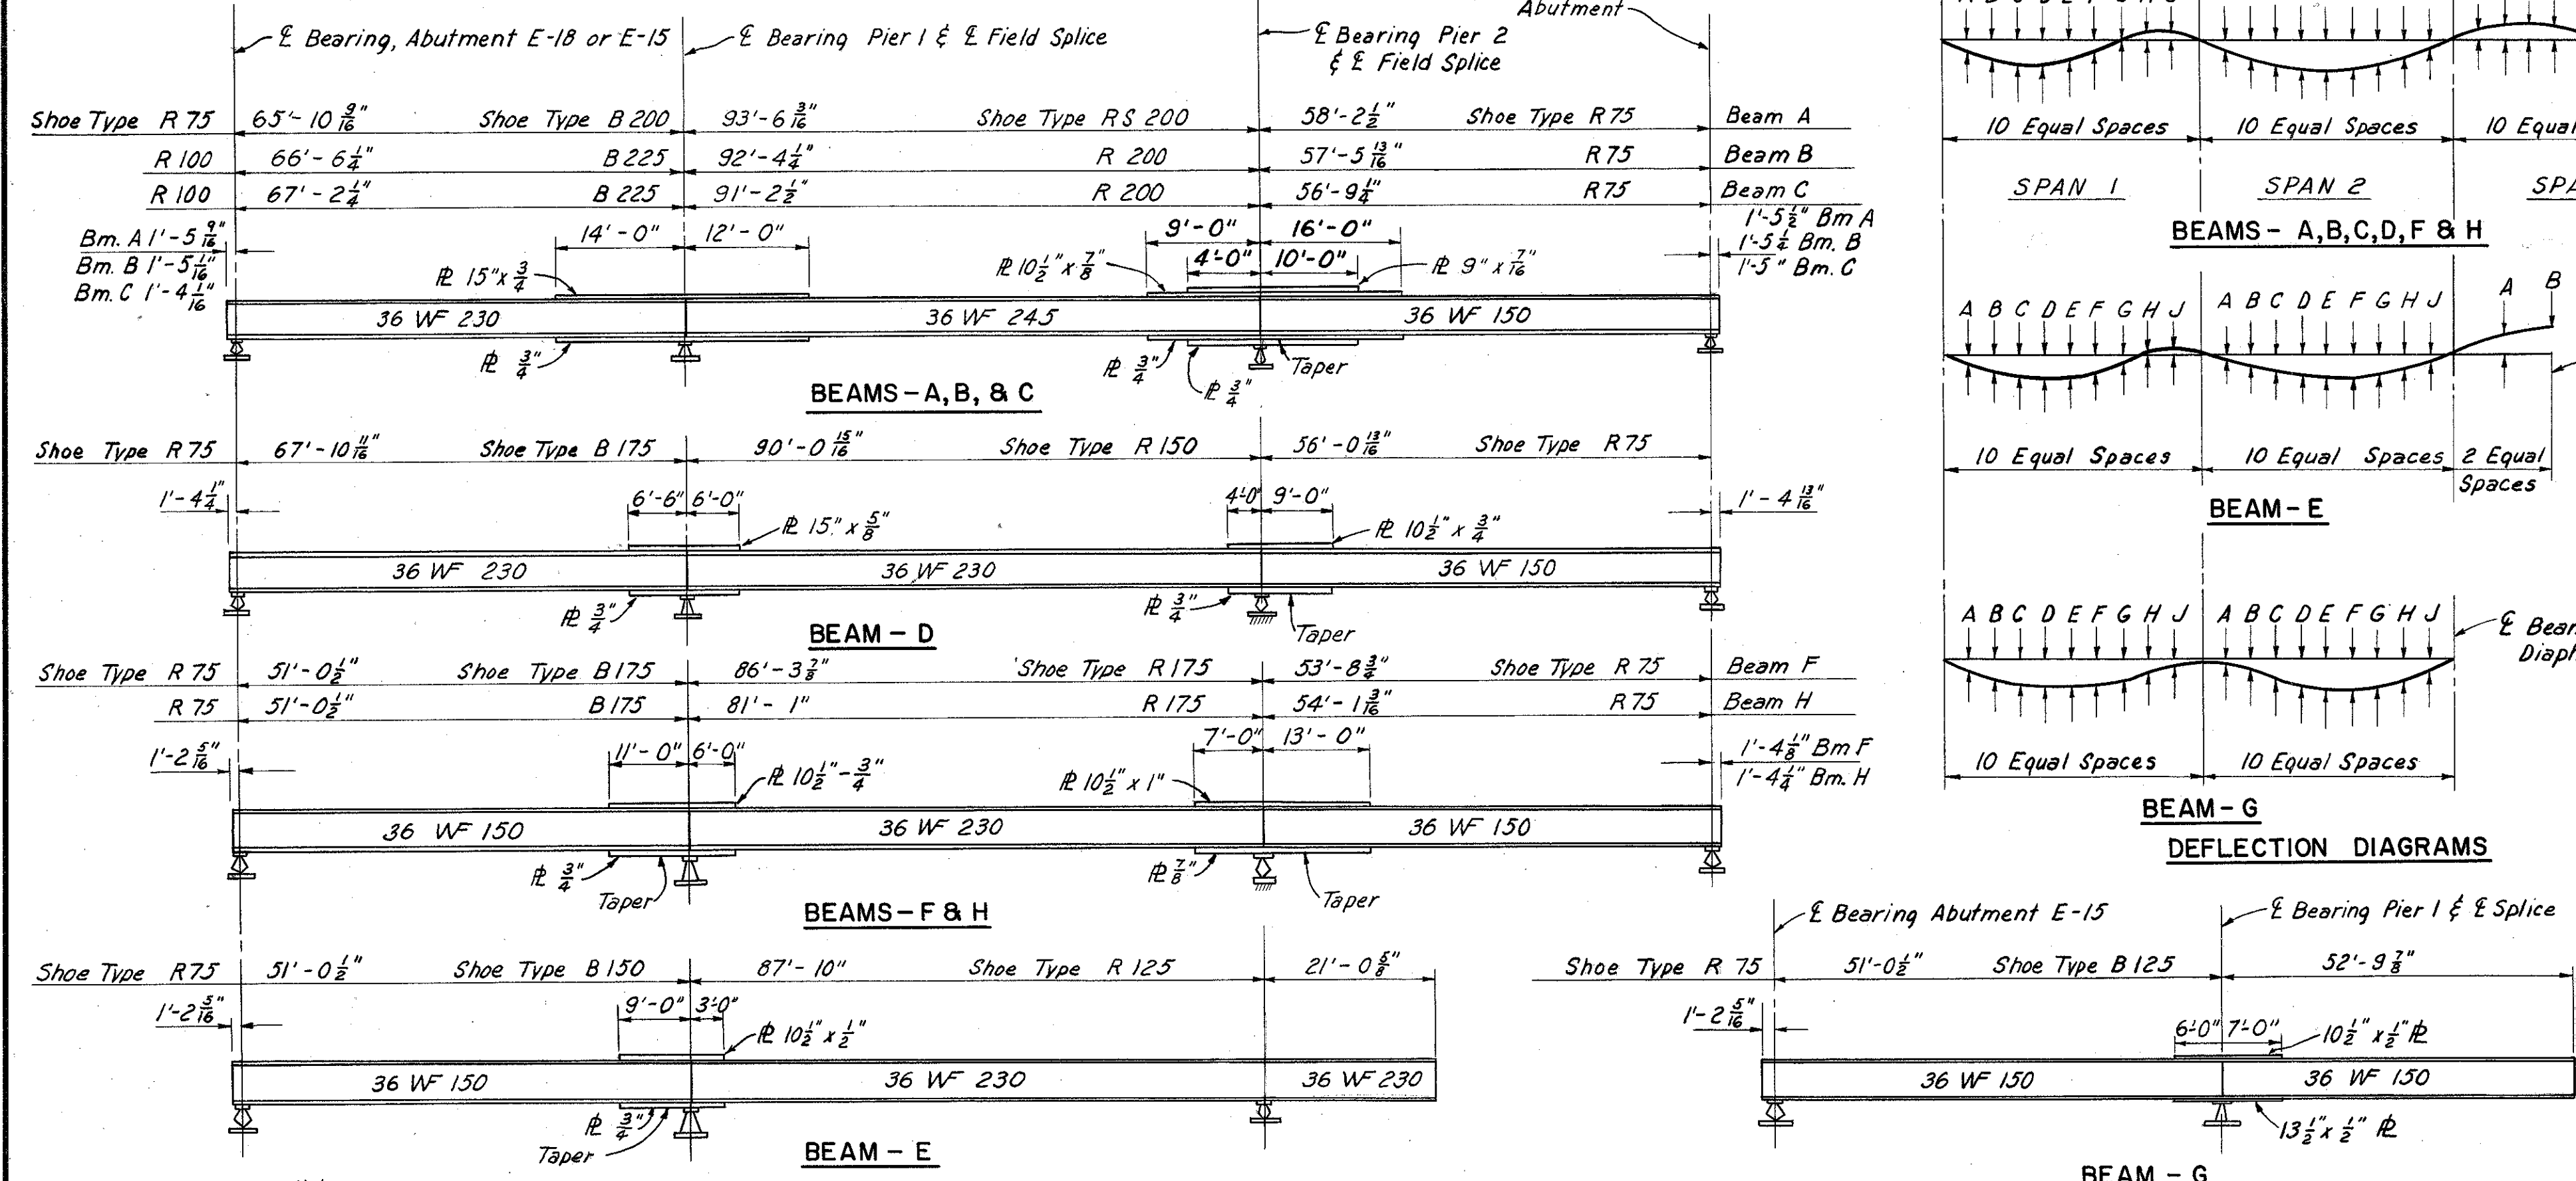 Abutment
℄ Bearing, Abutment E-18 or E-15
℄ Bearing Pier 1 & ℄ Field Splice
℄ Bearing Pier 2
& ℄ Field Splice
Shoe Type R 75 65'-10 9/16" Shoe Type B 200 93'-6 3/16" Shoe Type RS 200 58'-2 1/2" Shoe Type R 75 Beam A
R 100 66'-6 1/4" B 225 92'-4 1/4" R 200 57'-5 13/16" R 75 Beam B
R 100 67'-2 1/4" B 225 91'-2 1/2" R 200 56'-9 1/4" R 75 Beam C
Bm. A 1'-5 9/16"
Bm. B 1'-5 1/16"
Bm. C 1'-4 1/16"
14'-0" 12'-0"
9'-0" 16'-0"
4'-0" 10'-0"
1'-5 1/2" Bm A
1'-5 1/4 Bm. B
1'-5" Bm. C
℄ 15" x 3/4
℄ 10 1/2" x 7/8
℄ 9" x 7/16"
36 WF 230 36 WF 245 36 WF 150
℄ 3/4"
℄ 3/4"
℄ 3/4"
Taper
BEAMS-A, B, & C
Shoe Type R 75 67'-10 11/16" Shoe Type B 175 90'-0 15/16" Shoe Type R 150 56'-0 13/16" Shoe Type R 75
1'-4 1/4"
6'-6" 6'-0"
4'-0" 9'-0"
1'-4 13/16"
℄ 15" x 5/8"
℄ 10 1/2" x 3/4"
36 WF 230 36 WF 230 36 WF 150
℄ 3/4"
℄ 3/4"
Taper
BEAM-D
Shoe Type R 75 51'-0 1/2" Shoe Type B 175 86'-3 7/8" Shoe Type R 175 53'-8 3/4" Shoe Type R 75 Beam F
R 75 51'-0 1/2" B 175 81'-1" R 175 54'-1 3/16" R 75 Beam H
1'-2 5/16"
11'-0" 6'-0"
7'-0" 13'-0"
1'-4 1/8" Bm F
1'-4 1/4" Bm. H
℄ 10 1/2"-3/4"
℄ 10 1/2" x 1"
36 WF 150 36 WF 230 36 WF 150
℄ 3/4"
Taper
℄ 7/8"
Taper
BEAMS-F & H
Shoe Type R 75 51'-0 1/2" Shoe Type B 150 87'-10" Shoe Type R 125 21'-0 5/8"
1'-2 5/16"
9'-0" 3'-0"
℄ 10 1/2" x 1/2"
36 WF 150 36 WF 230 36 WF 230
℄ 3/4"
Taper
BEAM-E
10 Equal Spaces 10 Equal Spaces 10 Equal
SPAN 1 SPAN 2
BEAMS-A,B,C,D,F & H
A B C D E F G H J A B C D E F G H J A B
10 Equal Spaces 10 Equal Spaces 2 Equal
Spaces
BEAM-E
A B C D E F G H J A B C D E F G H J
10 Equal Spaces 10 Equal Spaces
BEAM-G
DEFLECTION DIAGRAMS
℄ Bearing Abutment E-15
℄ Bearing Pier 1 & ℄ Splice
Shoe Type R 75 51'-0 1/2" Shoe Type B 125 52'-9 7/8"
1'-2 5/16"
6'-0" 7'-0"
10 1/2" x 1/2" ℄
36 WF 150 36 WF 150
13 1/2" x 1/2" ℄
BEAM-G